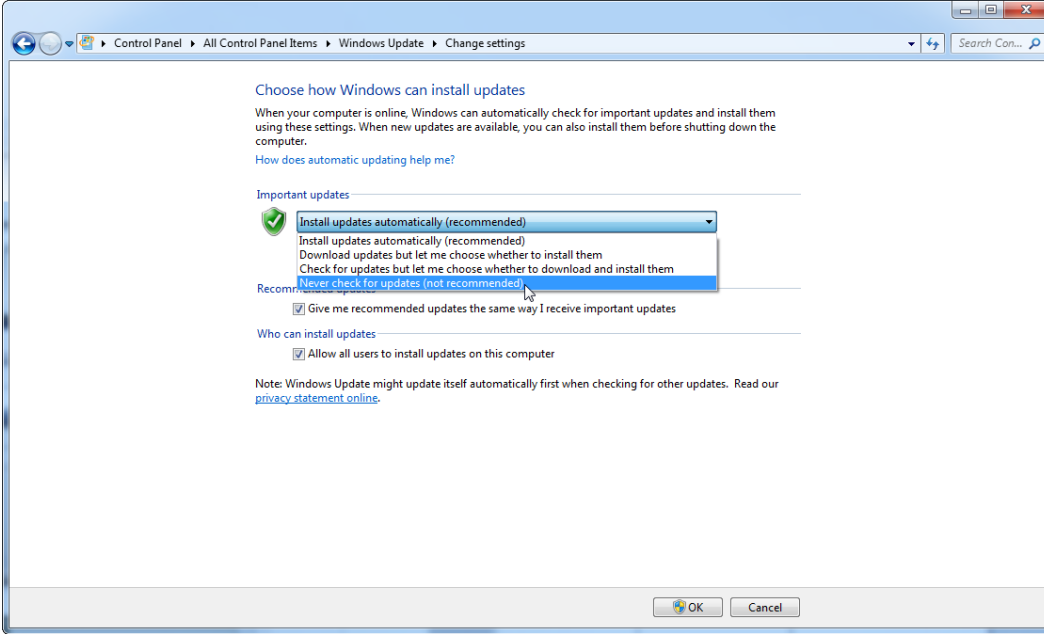 Control Panel ▸ All Control Panel Items ▸ Windows Update ▸ Change settings
Search Con...
Choose how Windows can install updates
When your computer is online, Windows can automatically check for important updates and install them
using these settings. When new updates are available, you can also install them before shutting down the
computer.
How does automatic updating help me?
Important updates
Install updates automatically (recommended)
Install updates automatically (recommended)
Download updates but let me choose whether to install them
Check for updates but let me choose whether to download and install them
Never check for updates (not recommended)
Recommended updates
Give me recommended updates the same way I receive important updates
Who can install updates
Allow all users to install updates on this computer
Note: Windows Update might update itself automatically first when checking for other updates. Read our
privacy statement online.
OK
Cancel